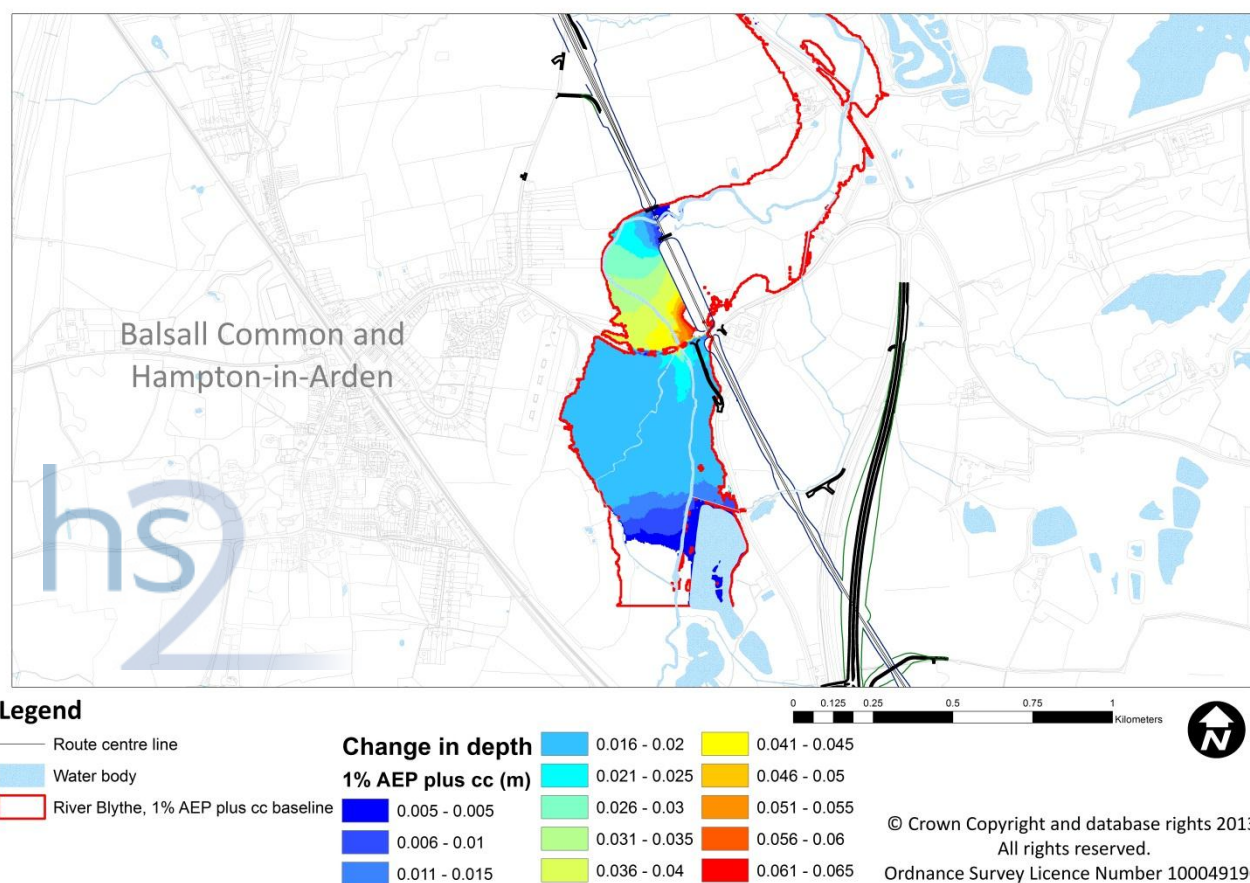 Balsall Common and
Hampton-in-Arden
hs2
Legend
Route centre line
Water body
River Blythe, 1% AEP plus cc baseline
Change in depth
1% AEP plus cc (m)
0.005 - 0.005
0.006 - 0.01
0.011 - 0.015
0.016 - 0.02
0.021 - 0.025
0.026 - 0.03
0.031 - 0.035
0.036 - 0.04
0.041 - 0.045
0.046 - 0.05
0.051 - 0.055
0.056 - 0.06
0.061 - 0.065
0 0.125 0.25 0.5 0.75 1
Kilometers
N
© Crown Copyright and database rights 2013
All rights reserved.
Ordnance Survey Licence Number 10004919